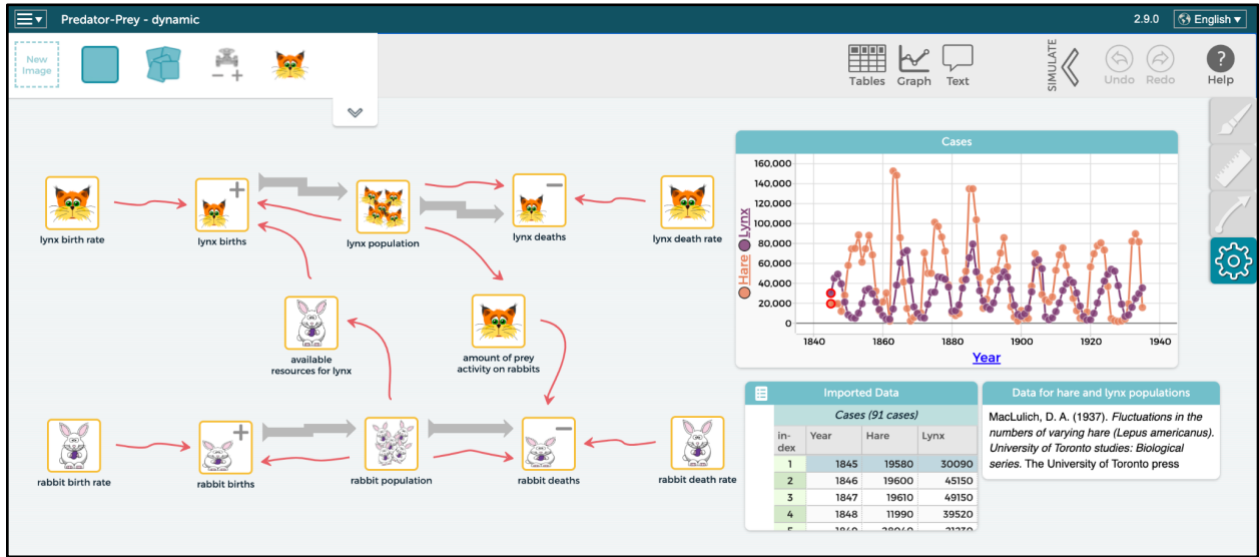 Predator-Prey - dynamic
2.9.0
English ▾
New
Image
Tables
Graph
Text
SIMULATE
Undo
Redo
Help
lynx birth rate
lynx births
lynx population
lynx deaths
lynx death rate
available
resources for lynx
amount of prey
activity on rabbits
rabbit birth rate
rabbit births
rabbit population
rabbit deaths
rabbit death rate
Cases
160,000
140,000
120,000
100,000
80,000
60,000
40,000
20,000
0
Hare
Lynx
1840
1860
1880
1900
1920
1940
Year
Imported Data
Cases (91 cases)
in-
dex
Year
Hare
Lynx
1 1845 19580 30090
2 1846 19600 45150
3 1847 19610 49150
4 1848 11990 39520
Data for hare and lynx populations
MacLulich, D. A. (1937). Fluctuations in the
numbers of varying hare (Lepus americanus).
University of Toronto studies: Biological
series. The University of Toronto press